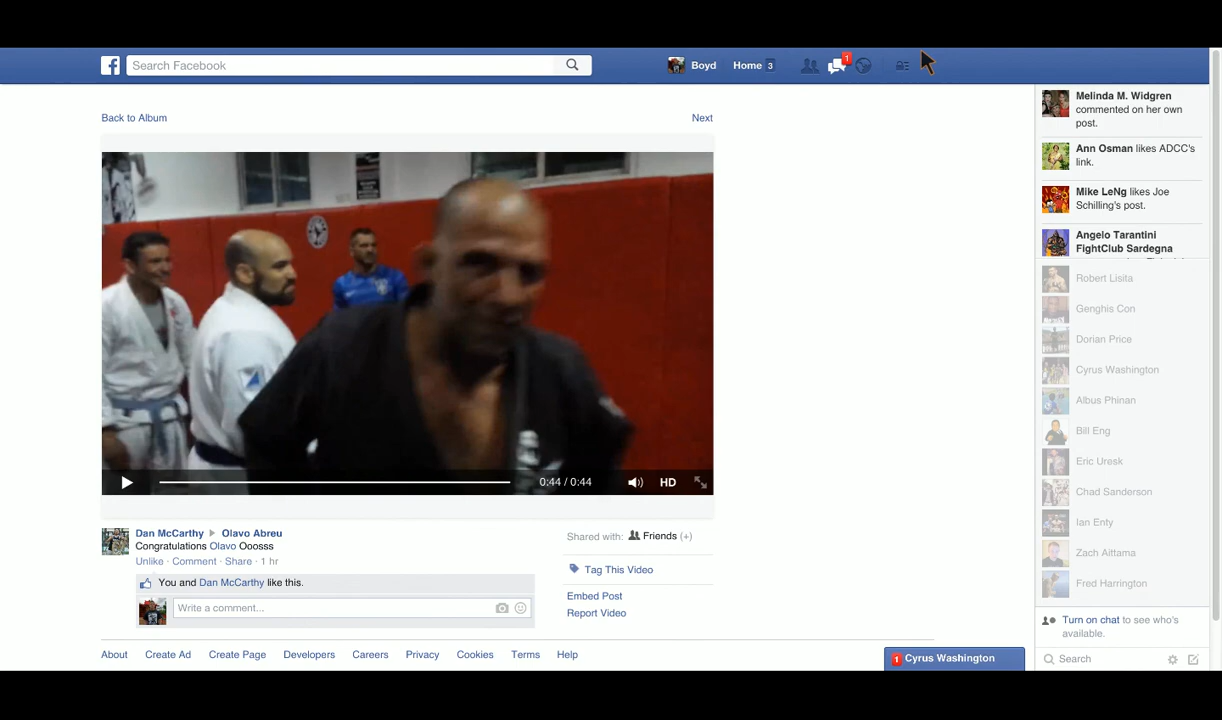 Search Facebook
Boyd Home 3
1
Back to Album
Next
0:44 / 0:44
HD
Dan McCarthy Olavo Abreu
Congratulations Olavo Ooosss
Unlike · Comment · Share · 1 hr
You and Dan McCarthy like this.
Write a comment...
Shared with: Friends (+)
Tag This Video
Embed Post
Report Video
About Create Ad Create Page Developers Careers Privacy Cookies Terms Help
1 Cyrus Washington
Melinda M. Widgren
commented on her own
post.
Ann Osman likes ADCC's
link.
Mike LeNg likes Joe
Schilling's post.
Angelo Tarantini
FightClub Sardegna
Robert Lisita
Genghis Con
Dorian Price
Cyrus Washington
Albus Phinan
Bill Eng
Eric Uresk
Chad Sanderson
Ian Enty
Zach Aittama
Fred Harrington
Turn on chat to see who's
available.
Search